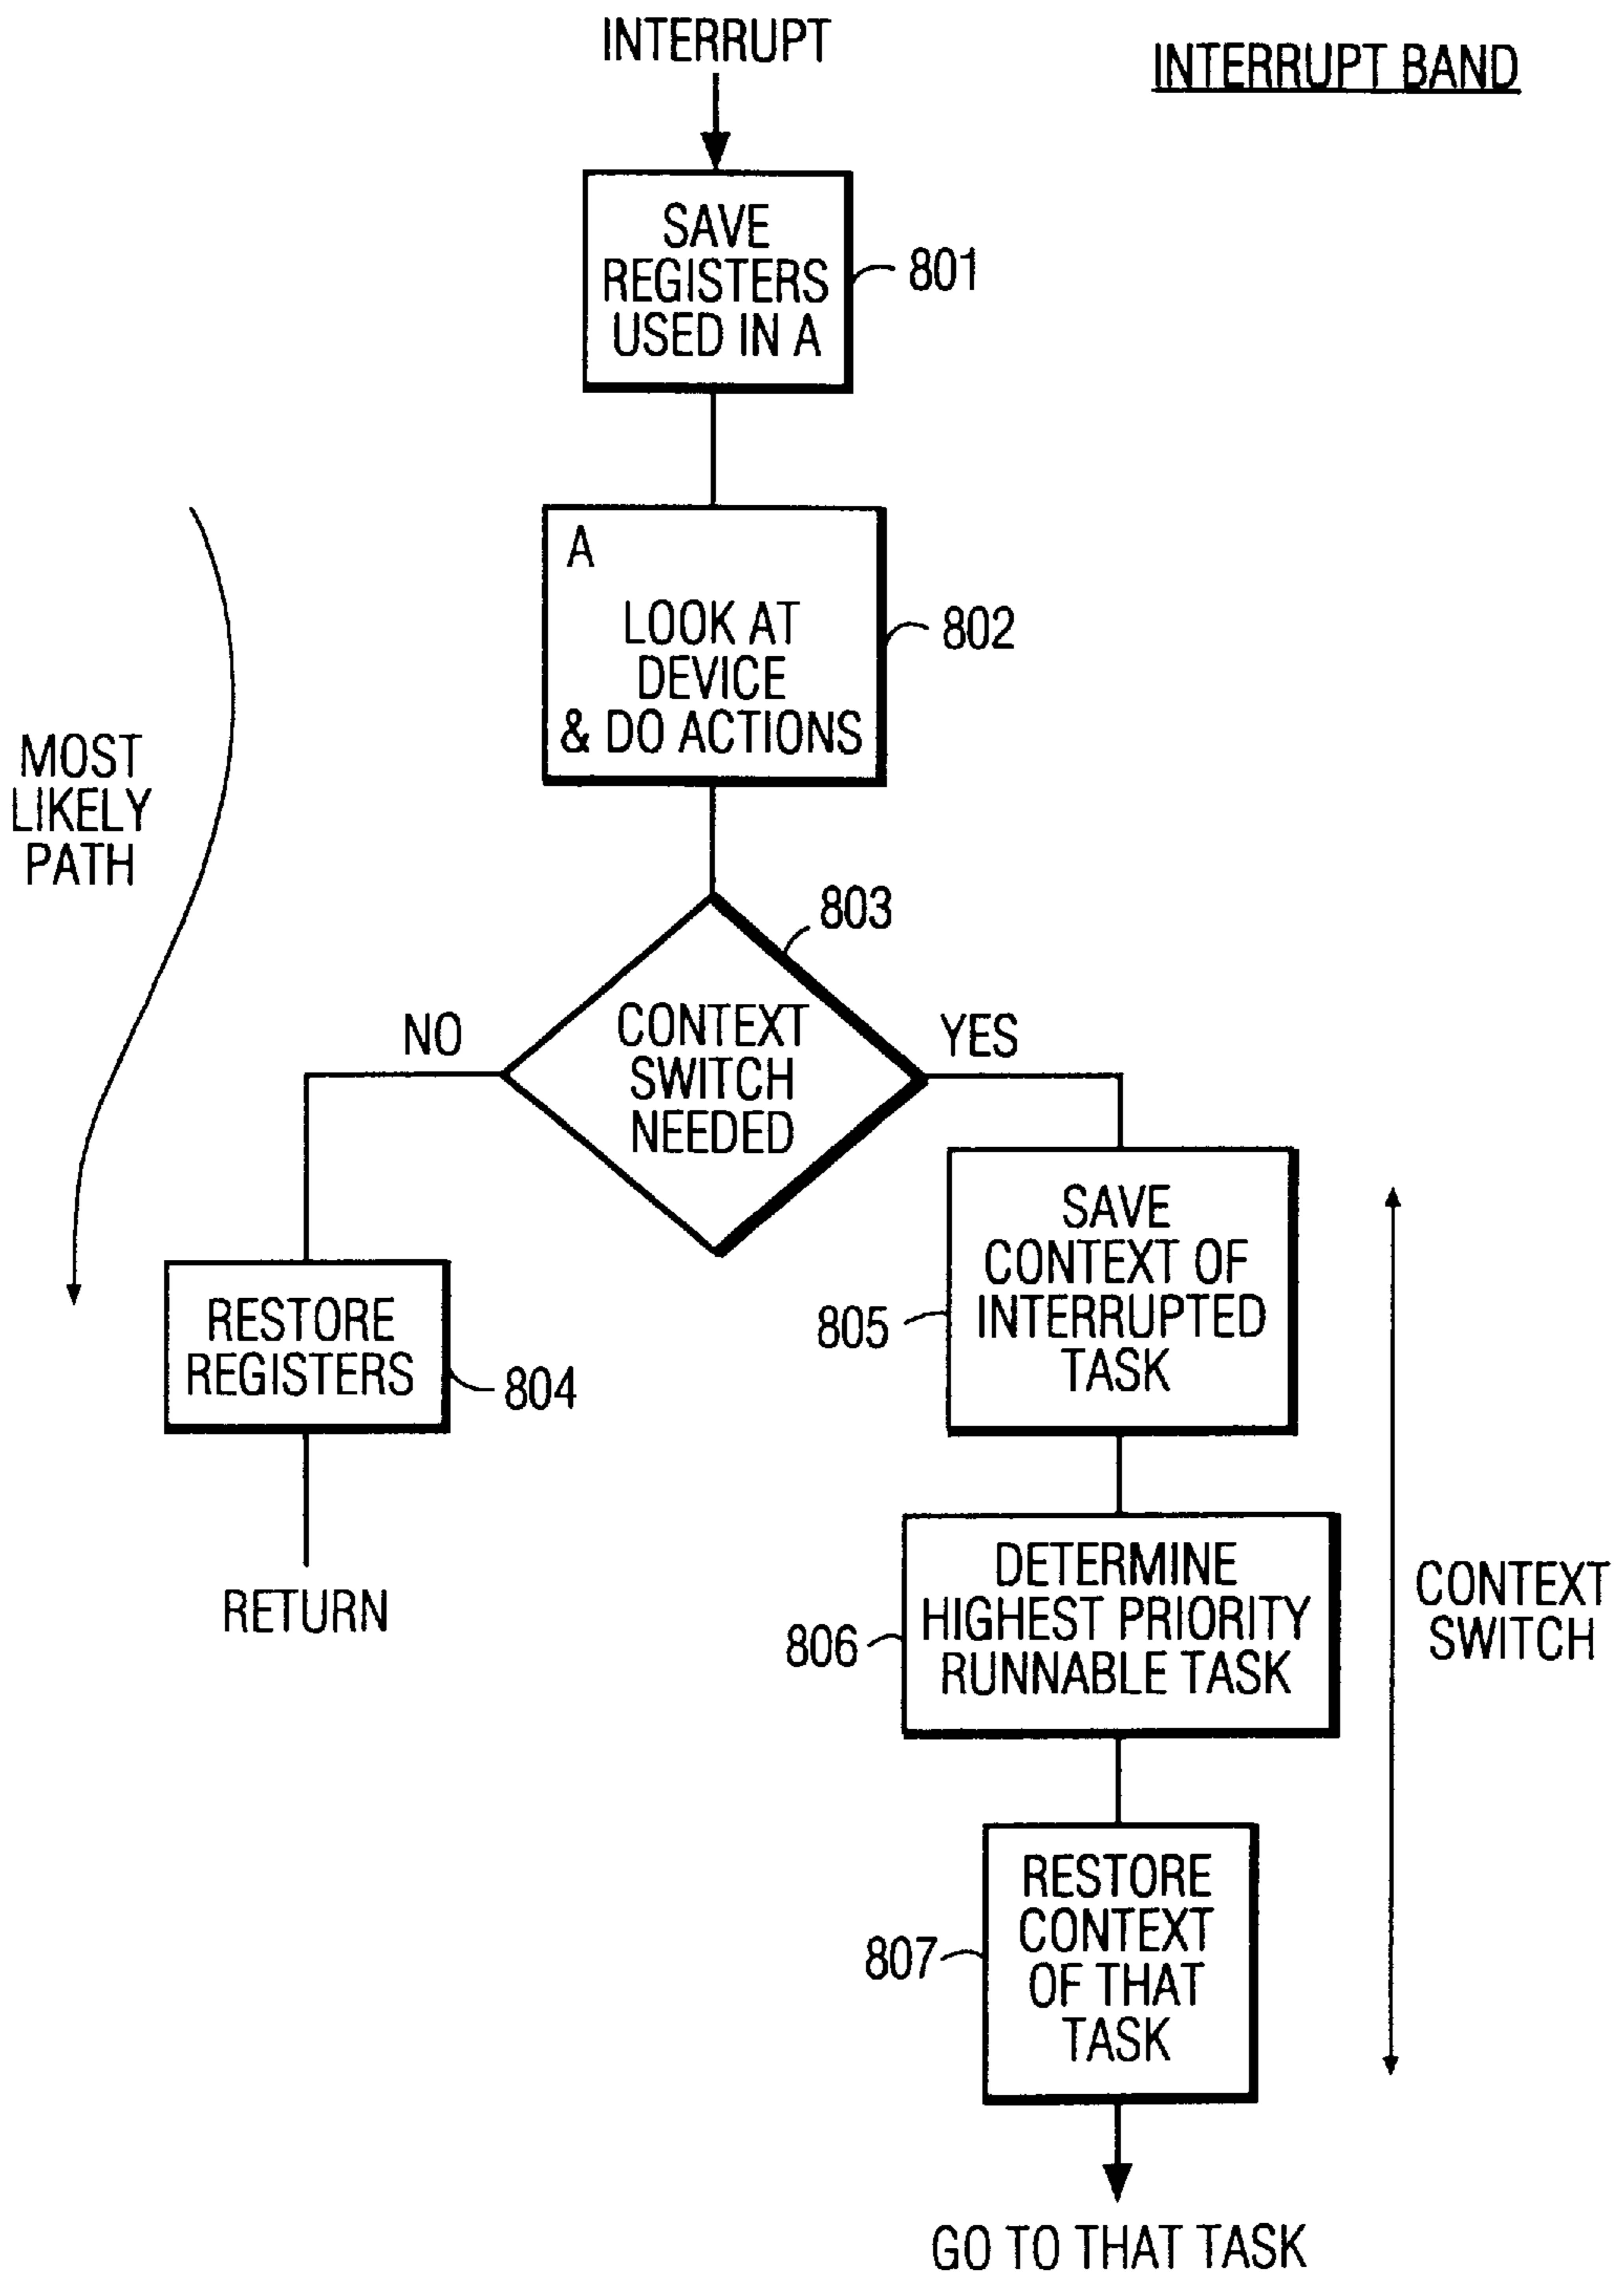 INTERRUPT
INTERRUPT BAND
SAVE
REGISTERS
USED IN A
801
A
LOOK AT
DEVICE
& DO ACTIONS
802
MOST
LIKELY
PATH
803
CONTEXT
SWITCH
NEEDED
NO
YES
RESTORE
REGISTERS
804
RETURN
SAVE
CONTEXT OF
INTERRUPTED
TASK
805
DETERMINE
HIGHEST PRIORITY
RUNNABLE TASK
806
CONTEXT
SWITCH
RESTORE
CONTEXT
OF THAT
TASK
807
GO TO THAT TASK